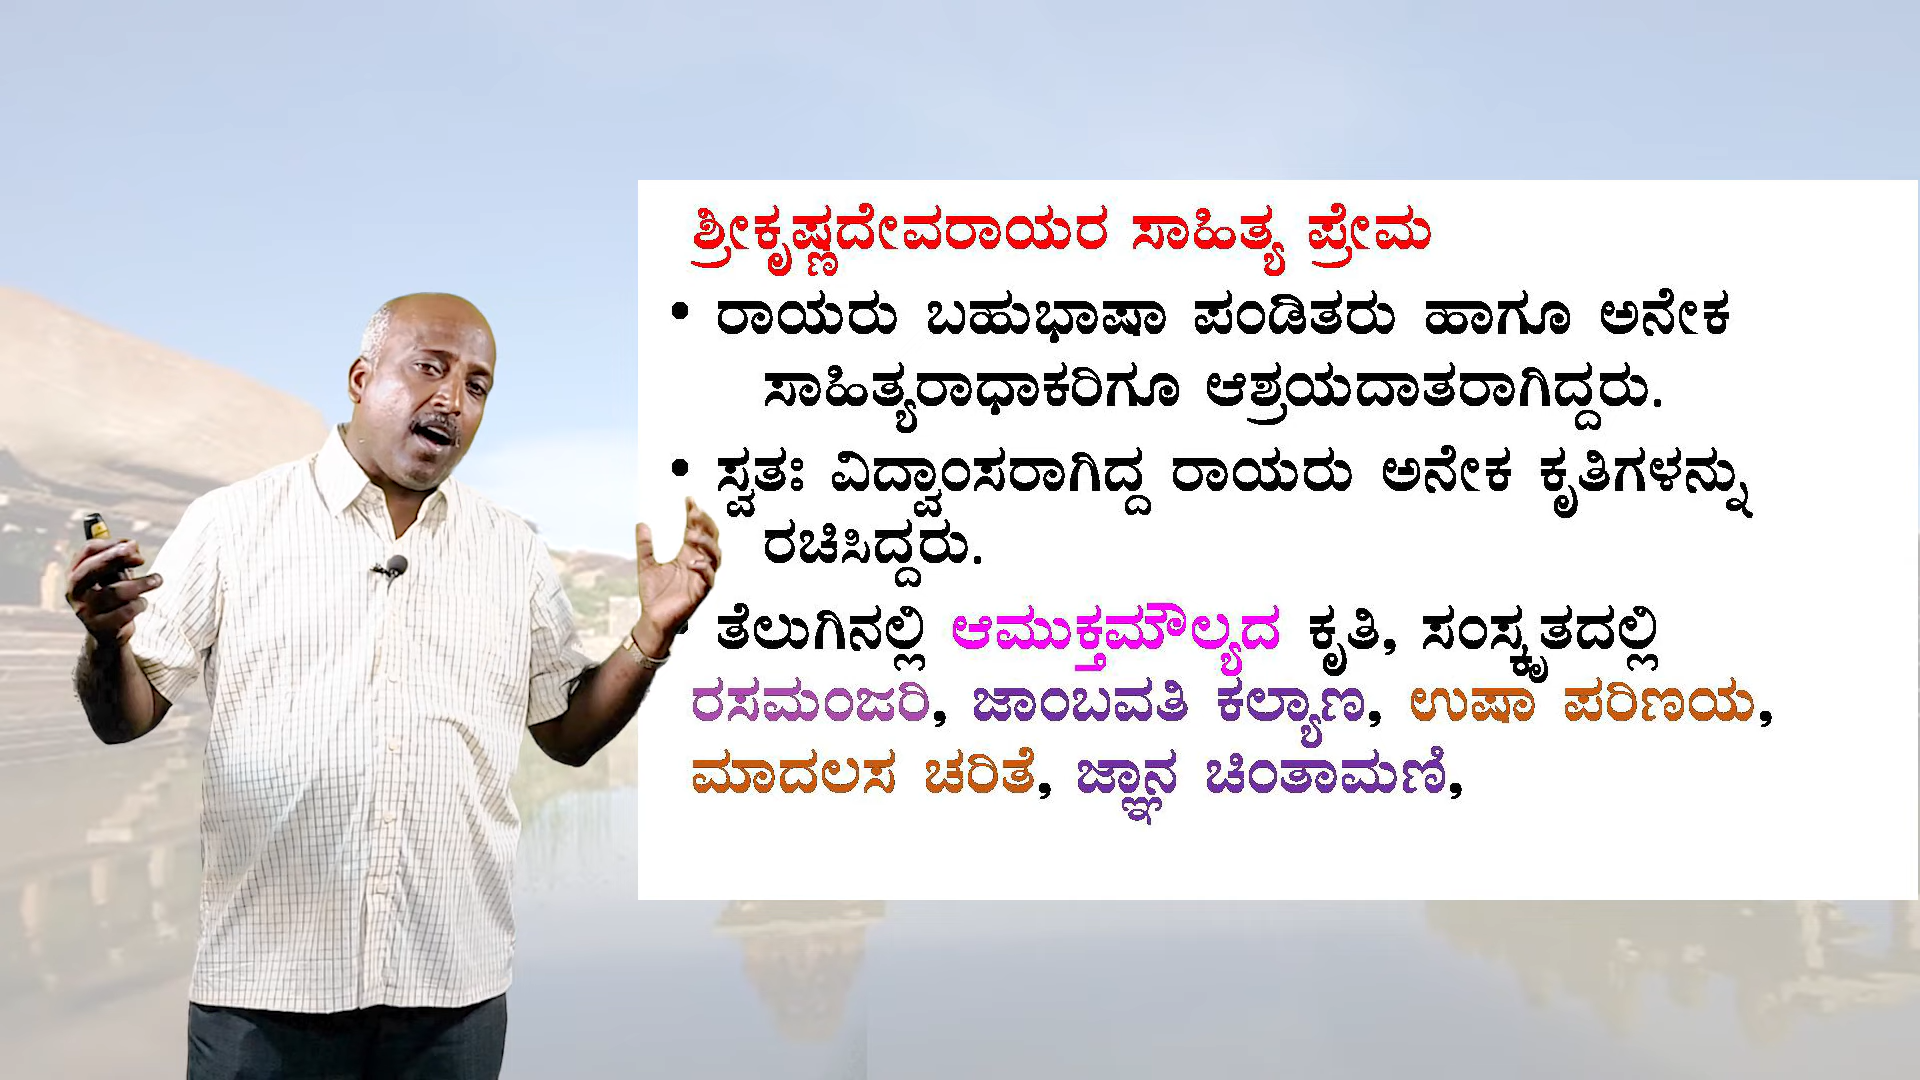 ಶ್ರೀಕೃಷ್ಣದೇವರಾಯರ ಸಾಹಿತ್ಯ ಪ್ರೇಮ
• ರಾಯರು ಬಹುಭಾಷಾ ಪಂಡಿತರು ಹಾಗೂ ಅನೇಕ
ಸಾಹಿತ್ಯರಾಧಾಕರಿಗೂ ಆಶ್ರಯದಾತರಾಗಿದ್ದರು.
• ಸ್ವತಃ ವಿದ್ವಾಂಸರಾಗಿದ್ದ ರಾಯರು ಅನೇಕ ಕೃತಿಗಳನ್ನು
ರಚಿಸಿದ್ದರು.
• ತೆಲುಗಿನಲ್ಲಿ ಆಮುಕ್ತಮೌಲ್ಯದ ಕೃತಿ, ಸಂಸ್ಕೃತದಲ್ಲಿ
ರಸಮಂಜರಿ, ಜಾಂಬವತಿ ಕಲ್ಯಾಣ, ಉಷಾ ಪರಿಣಯ,
ಮಾದಲಸ ಚರಿತೆ, ಜ್ಞಾನ ಚಿಂತಾಮಣಿ,